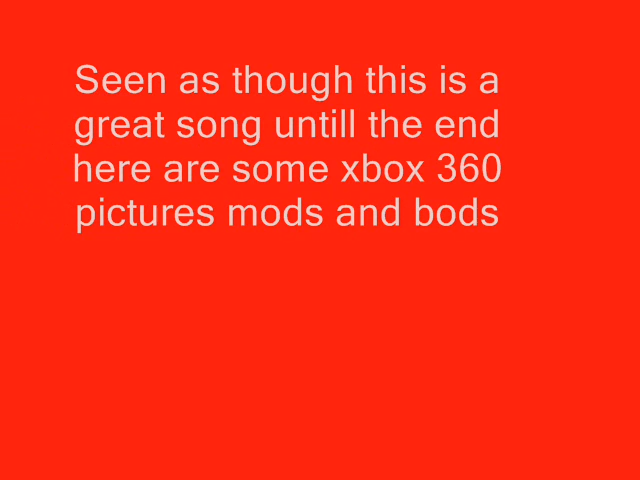 Seen as though this is a
great song untill the end
here are some xbox 360
pictures mods and bods